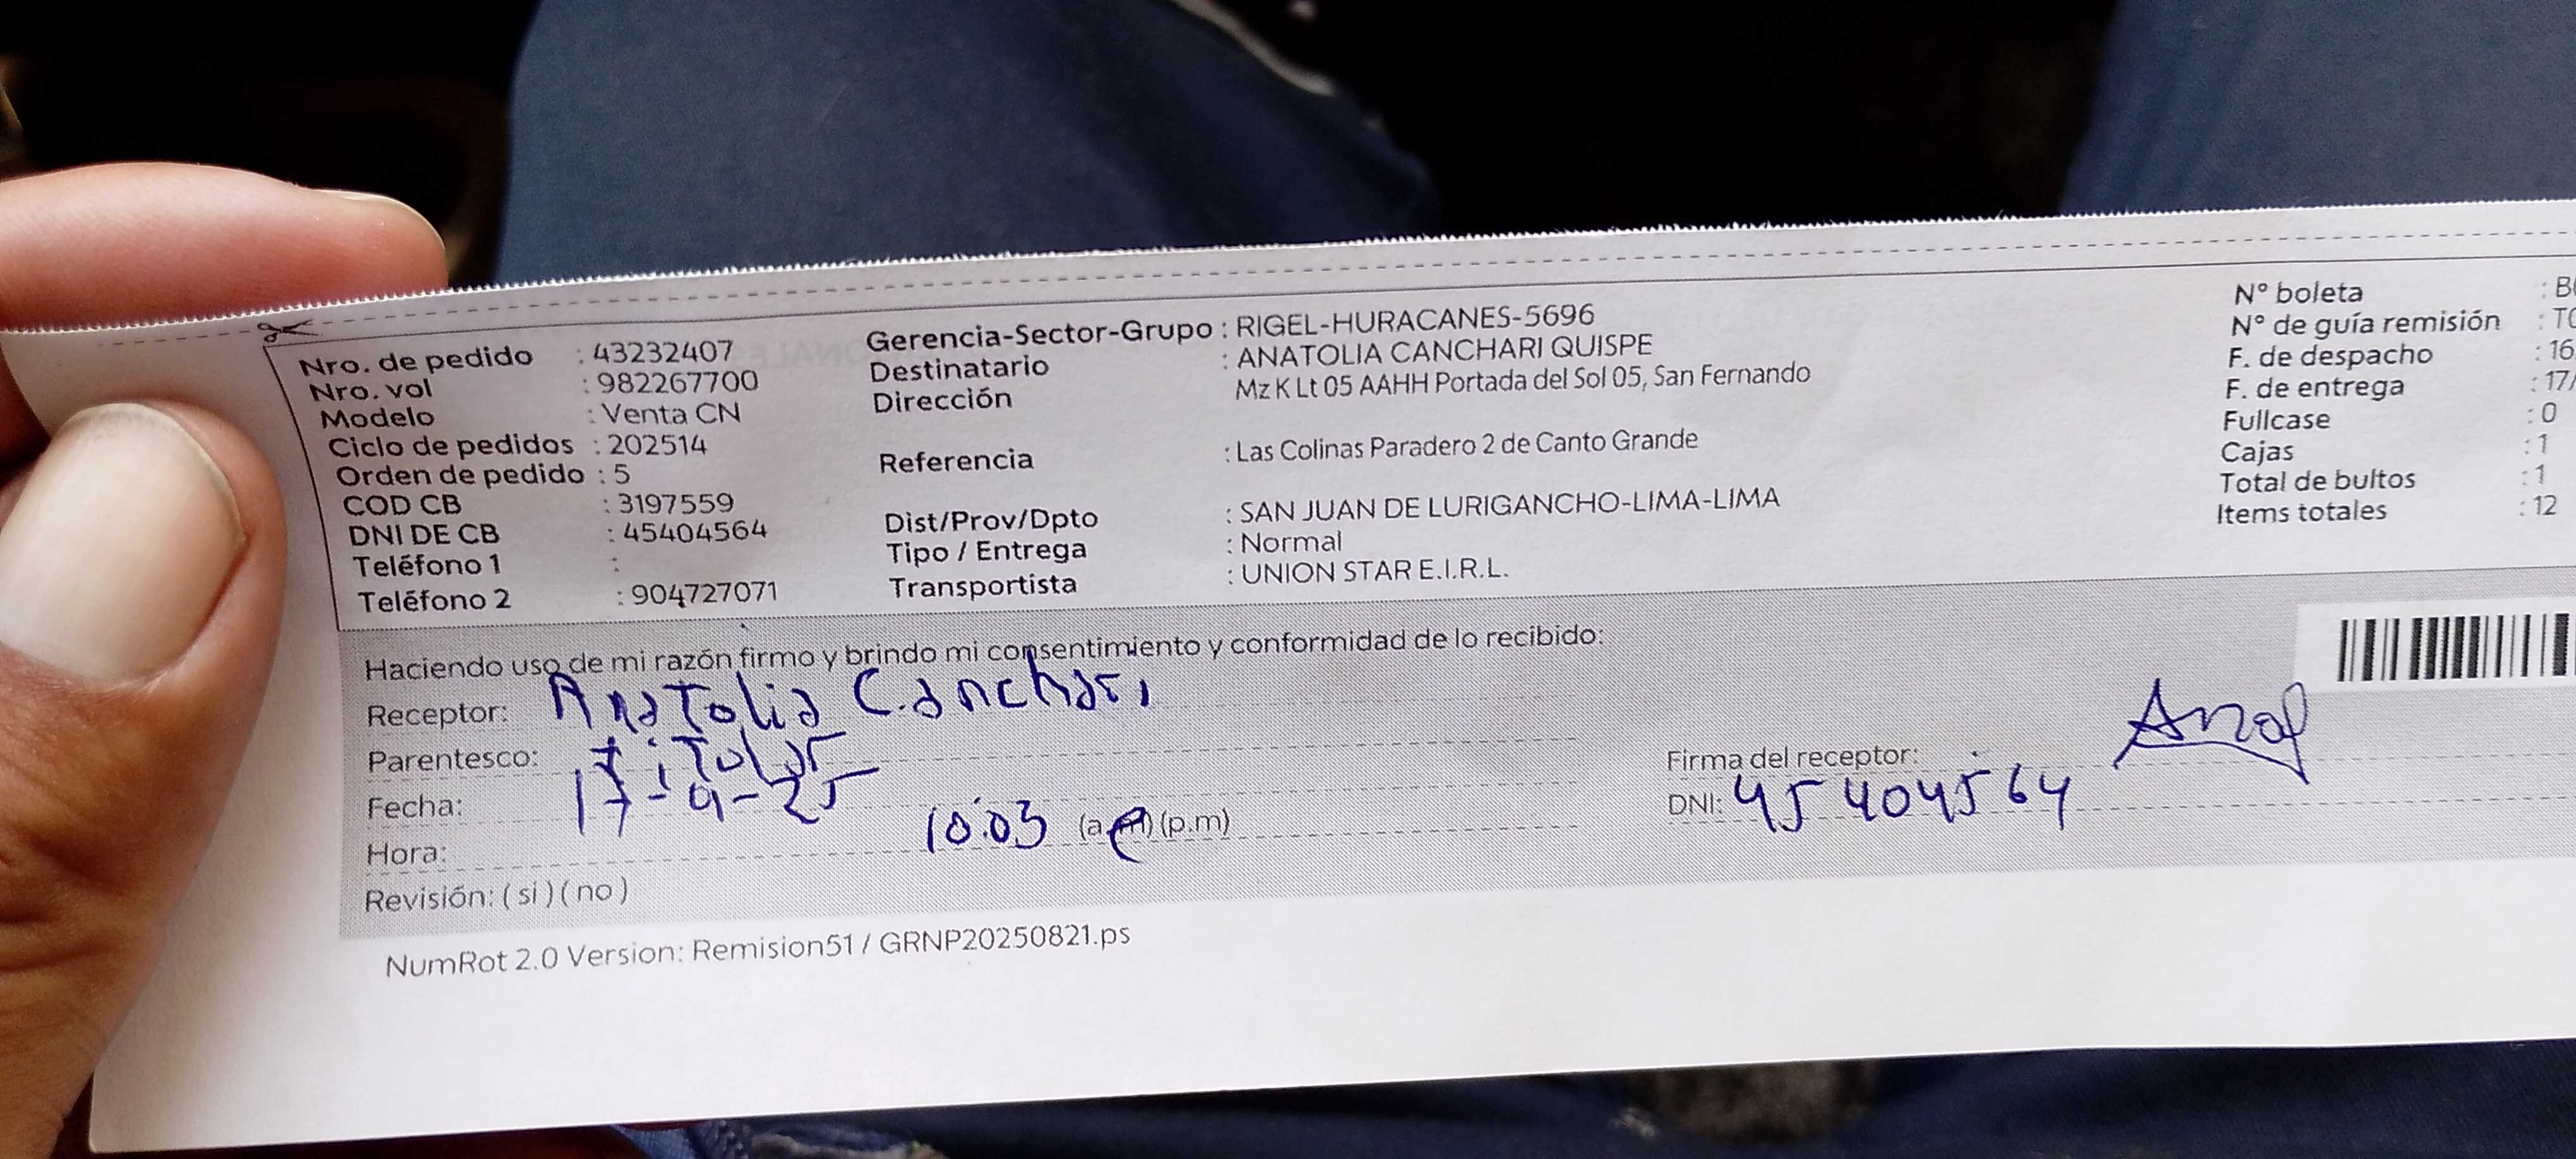 Nro. de pedido : 43232407
Nro. vol : 982267700
Modelo : Venta CN
Ciclo de pedidos : 202514
Orden de pedido : 5
COD CB : 3197559
DNI DE CB : 45404564
Teléfono 1 :
Teléfono 2 : 904727071
Gerencia-Sector-Grupo : RIGEL-HURACANES-5696
Destinatario : ANATOLIA CANCHARI QUISPE
Dirección Mz K Lt 05 AAHH Portada del Sol 05, San Fernando
Referencia : Las Colinas Paradero 2 de Canto Grande
Dist/Prov/Dpto : SAN JUAN DE LURIGANCHO-LIMA-LIMA
Tipo / Entrega : Normal
Transportista : UNION STAR E.I.R.L.
N° boleta : B
N° de guía remisión : T
F. de despacho : 16
F. de entrega : 17/
Fullcase : 0
Cajas : 1
Total de bultos : 1
Items totales : 12
Haciendo uso de mi razón firmo y brindo mi consentimiento y conformidad de lo recibido:
Receptor: Anatolia Canchari
Parentesco: Titular
Fecha: 17-9-25
Hora: 10:03 (a.m) (p.m)
Revisión: ( si ) ( no )
Firma del receptor: Anat
DNI: 45404564
NumRot 2.0 Version: Remision51 / GRNP20250821.ps